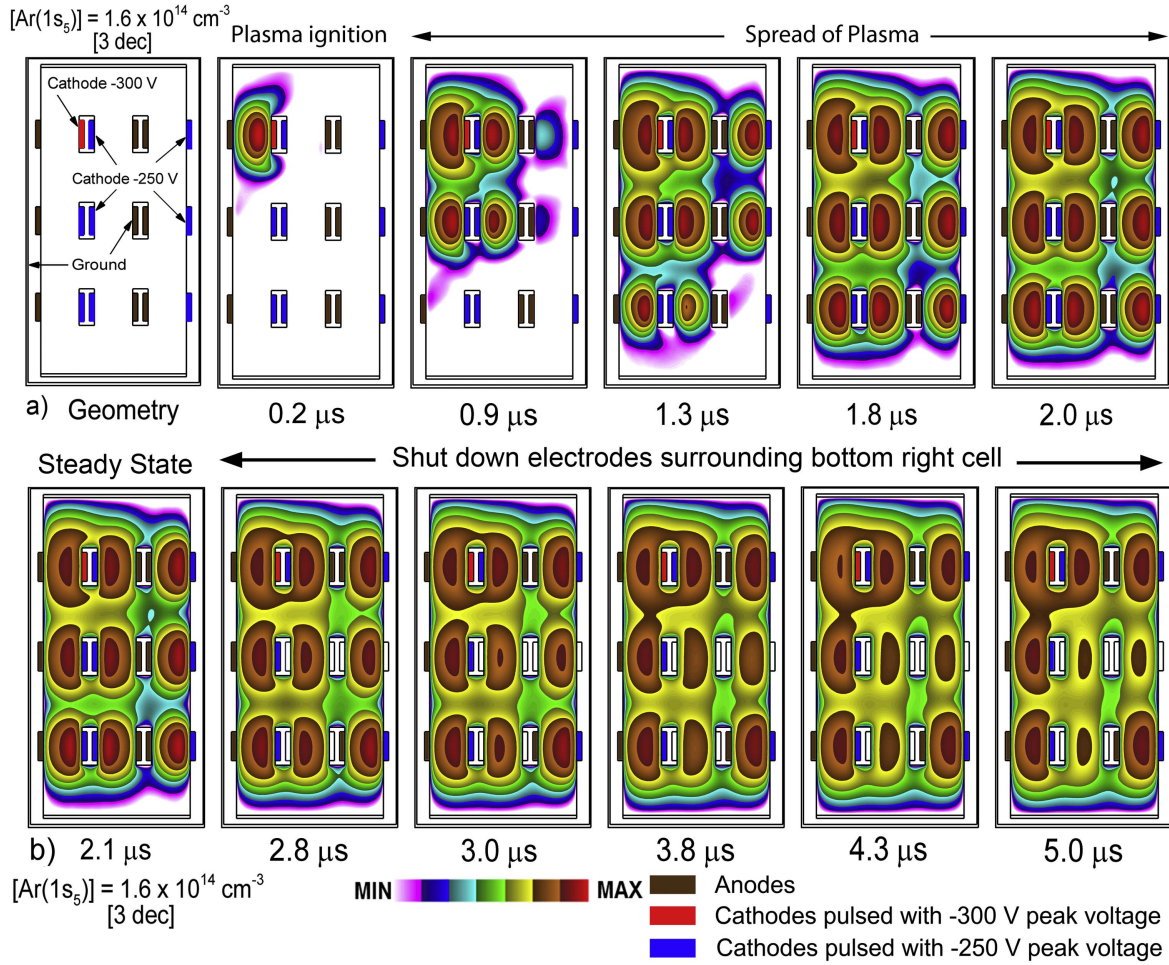 [Ar(1s₅)] = 1.6 x 10¹⁴ cm⁻³
[3 dec]
Plasma ignition
Spread of Plasma
Cathode -300 V
Cathode -250 V
Ground
a) Geometry
0.2 μs
0.9 μs
1.3 μs
1.8 μs
2.0 μs
Steady State
Shut down electrodes surrounding bottom right cell
b) 2.1 μs
2.8 μs
3.0 μs
3.8 μs
4.3 μs
5.0 μs
[Ar(1s₅)] = 1.6 x 10¹⁴ cm⁻³
[3 dec]
MIN MAX
Anodes
Cathodes pulsed with -300 V peak voltage
Cathodes pulsed with -250 V peak voltage